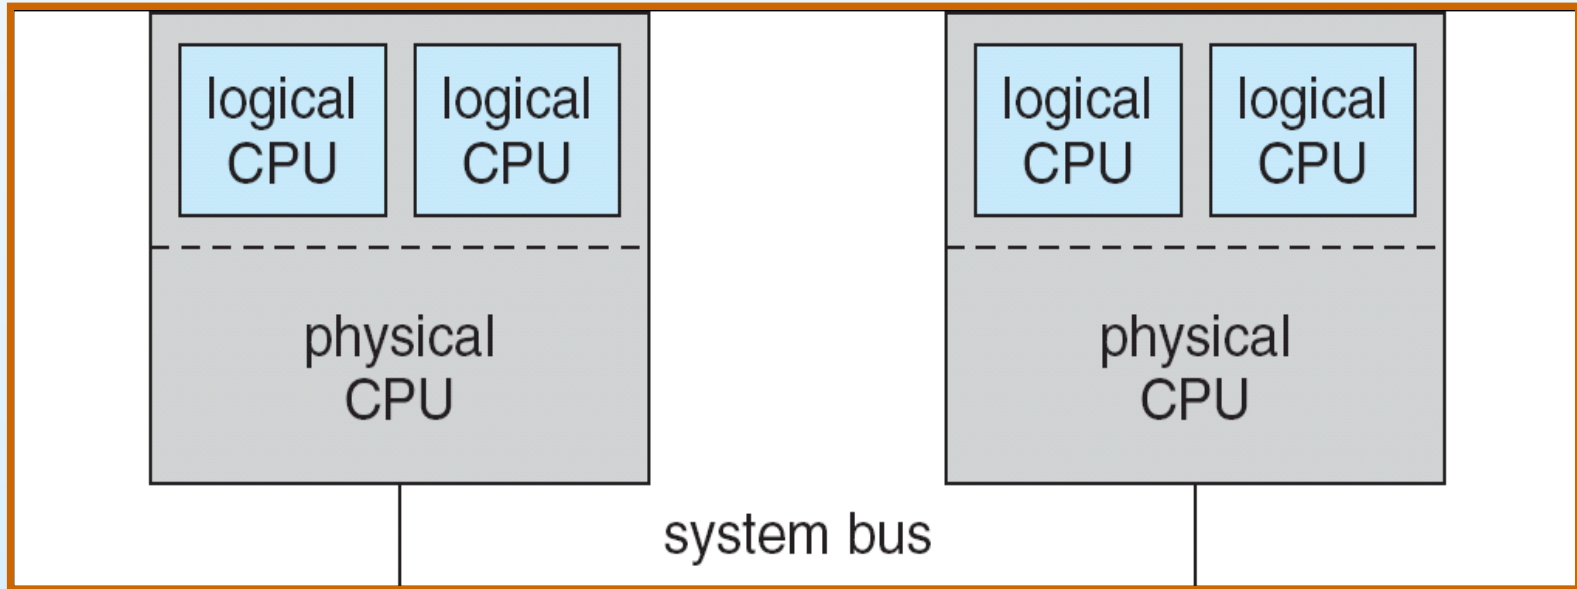 logical
CPU
logical
CPU
logical
CPU
logical
CPU
physical
CPU
physical
CPU
system bus